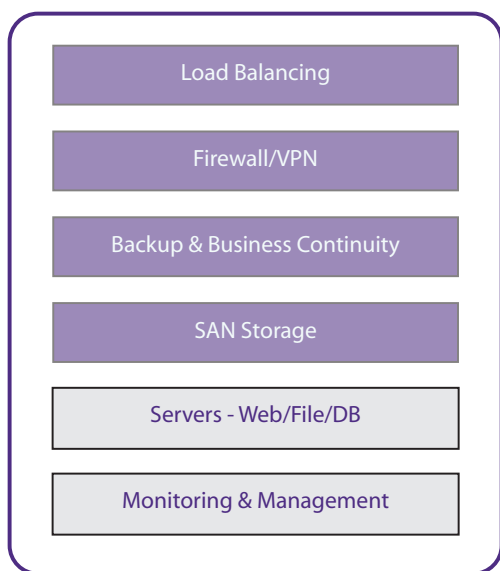 Load Balancing
Firewall/VPN
Backup & Business Continuity
SAN Storage
Servers - Web/File/DB
Monitoring & Management